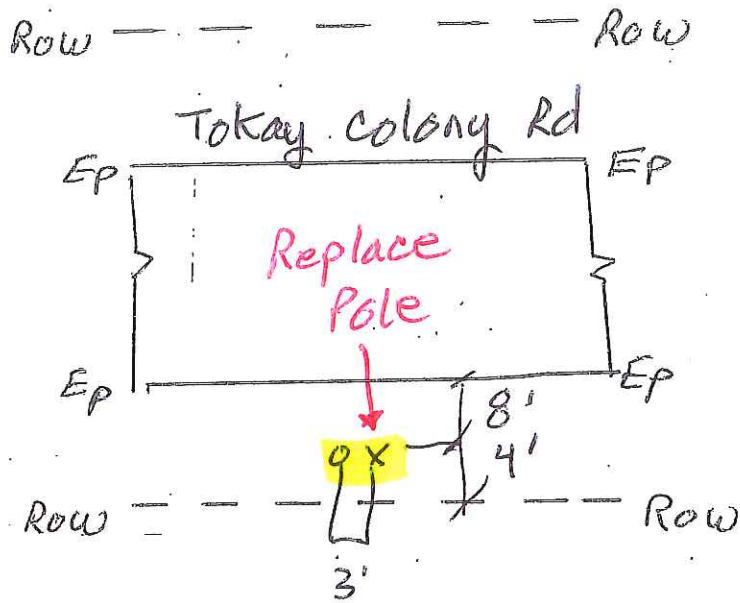 Row Row
Tokay Colony Rd
Ep Ep
Replace
Pole
Ep Ep
8'
o x 4'
Row Row
3'